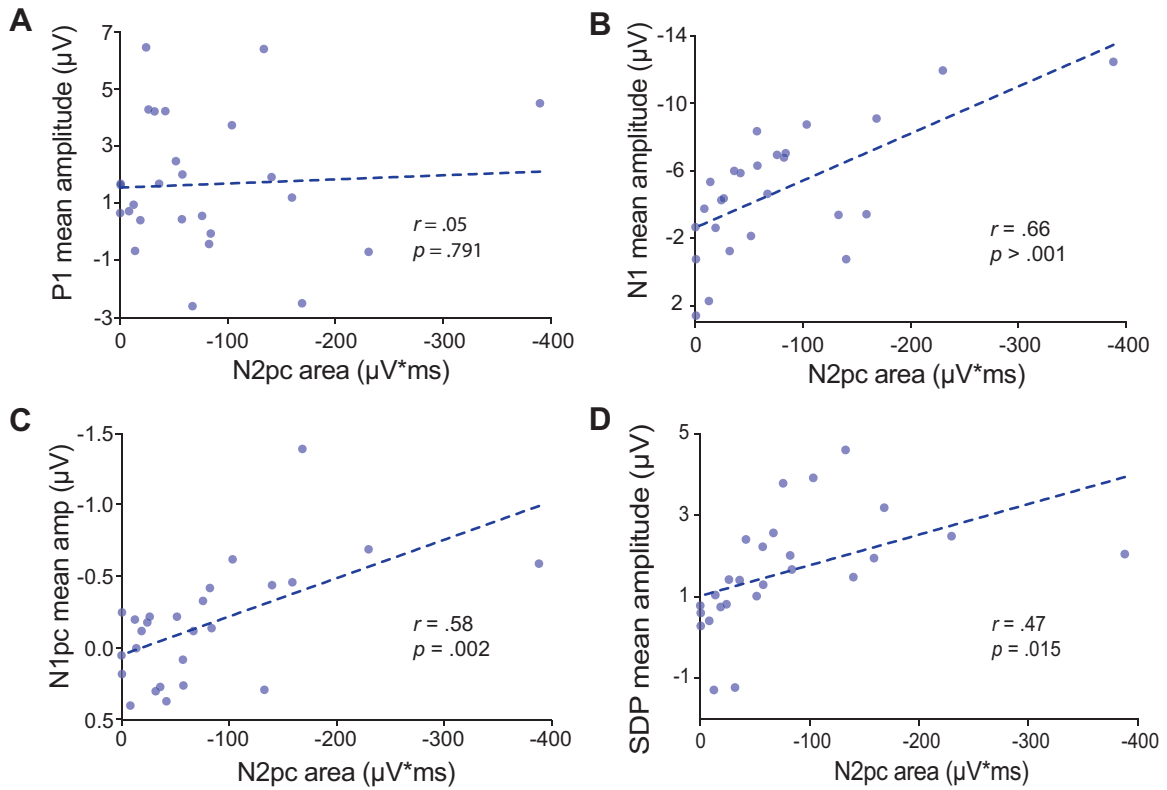 A
P1 mean amplitude (µV)
7
5
3
1
-1
-3
r = .05
p = .791
0 -100 -200 -300 -400
N2pc area (µV*ms)
B
N1 mean amplitude (µV)
-14
-10
-6
-2
2
r = .66
p > .001
0 -100 -200 -300 -400
N2pc area (µV*ms)
C
N1pc mean amp (µV)
-1.5
-1.0
-0.5
0.0
0.5
r = .58
p = .002
0 -100 -200 -300 -400
N2pc area (µV*ms)
D
SDP mean amplitude (µV)
5
3
1
-1
r = .47
p = .015
0 -100 -200 -300 -400
N2pc area (µV*ms)